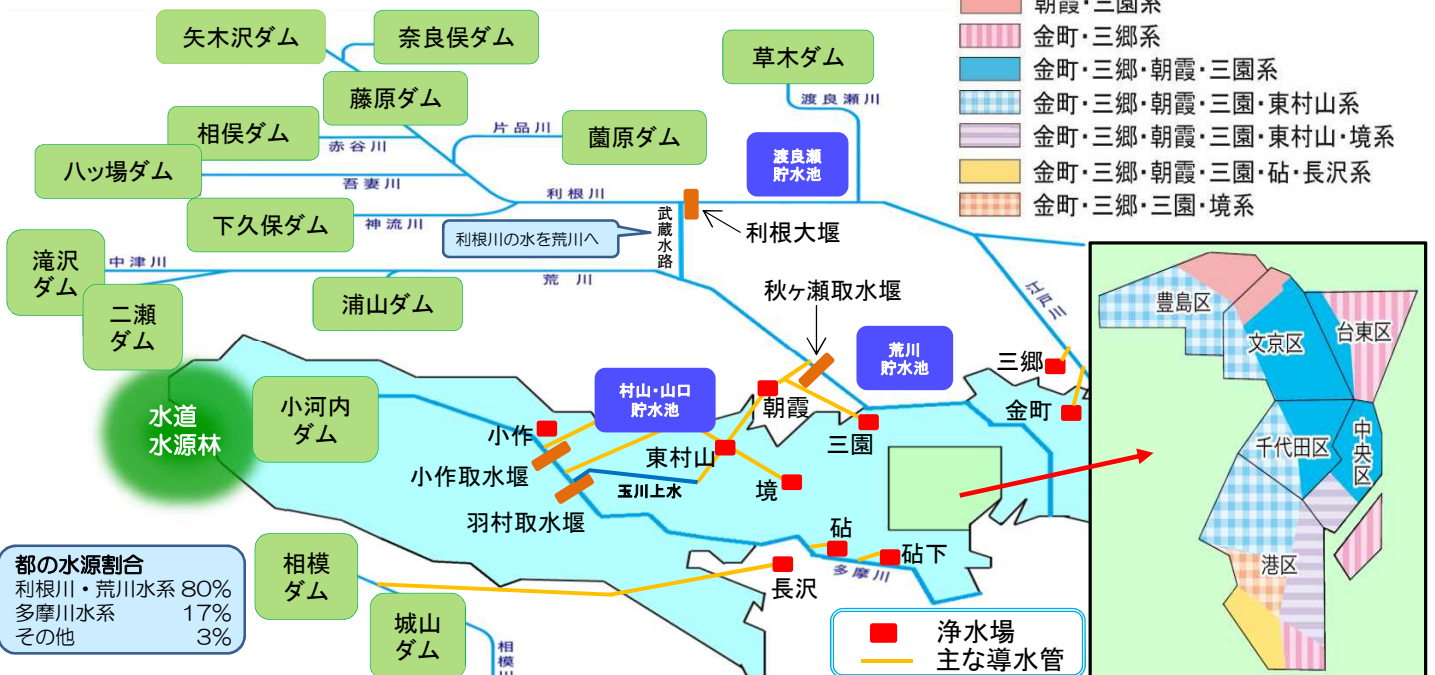 朝霞・三園系
金町・三郷系
金町・三郷・朝霞・三園系
金町・三郷・朝霞・三園・東村山系
金町・三郷・朝霞・三園・東村山・境系
金町・三郷・朝霞・三園・砧・長沢系
金町・三郷・三園・境系
矢木沢ダム
奈良俣ダム
草木ダム
藤原ダム
渡良瀬川
相俣ダム
赤谷川
片品川
薗原ダム
八ッ場ダム
吾妻川
渡良瀬
貯水池
下久保ダム
神流川
利根川
利根川の水を荒川へ
武蔵水路
利根大堰
滝沢
ダム
中津川
二瀬
ダム
浦山ダム
荒川
秋ヶ瀬取水堰
江戸川
荒川
貯水池
三郷
金町
水道
水源林
小河内
ダム
村山・山口
貯水池
朝霞
三園
小作
小作取水堰
東村山
境
玉川上水
羽村取水堰
砧
砧下
多摩川
長沢
都の水源割合
利根川・荒川水系 80%
多摩川水系 17%
その他 3%
相模
ダム
城山
ダム
相模川
浄水場
主な導水管
豊島区
文京区
台東区
千代田区
中央区
港区